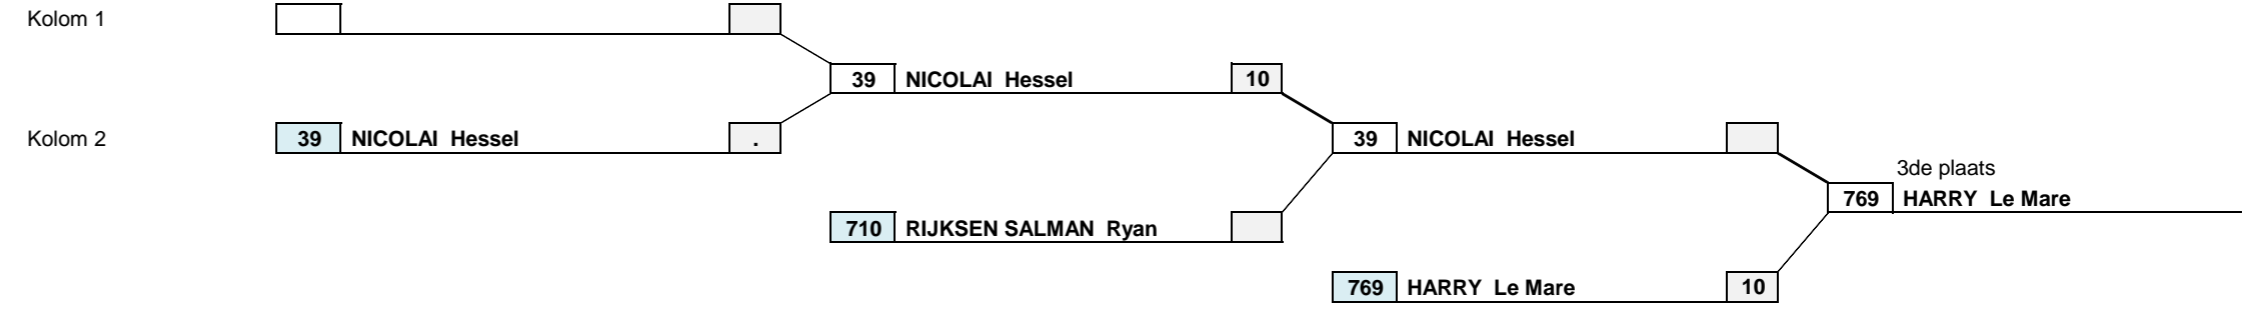 Kolom 1
39 NICOLAI Hessel 10
Kolom 2 39 NICOLAI Hessel . 39 NICOLAI Hessel
3de plaats
769 HARRY Le Mare
710 RIJKSEN SALMAN Ryan
769 HARRY Le Mare 10